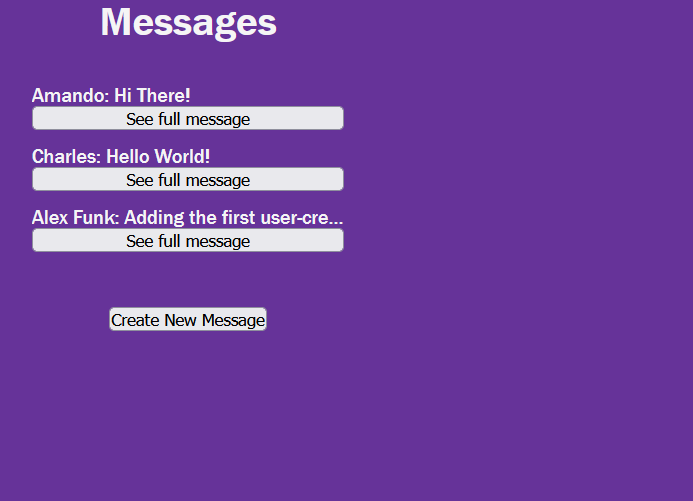 Messages
Amando: Hi There!
See full message
Charles: Hello World!
See full message
Alex Funk: Adding the first user-cre...
See full message
Create New Message